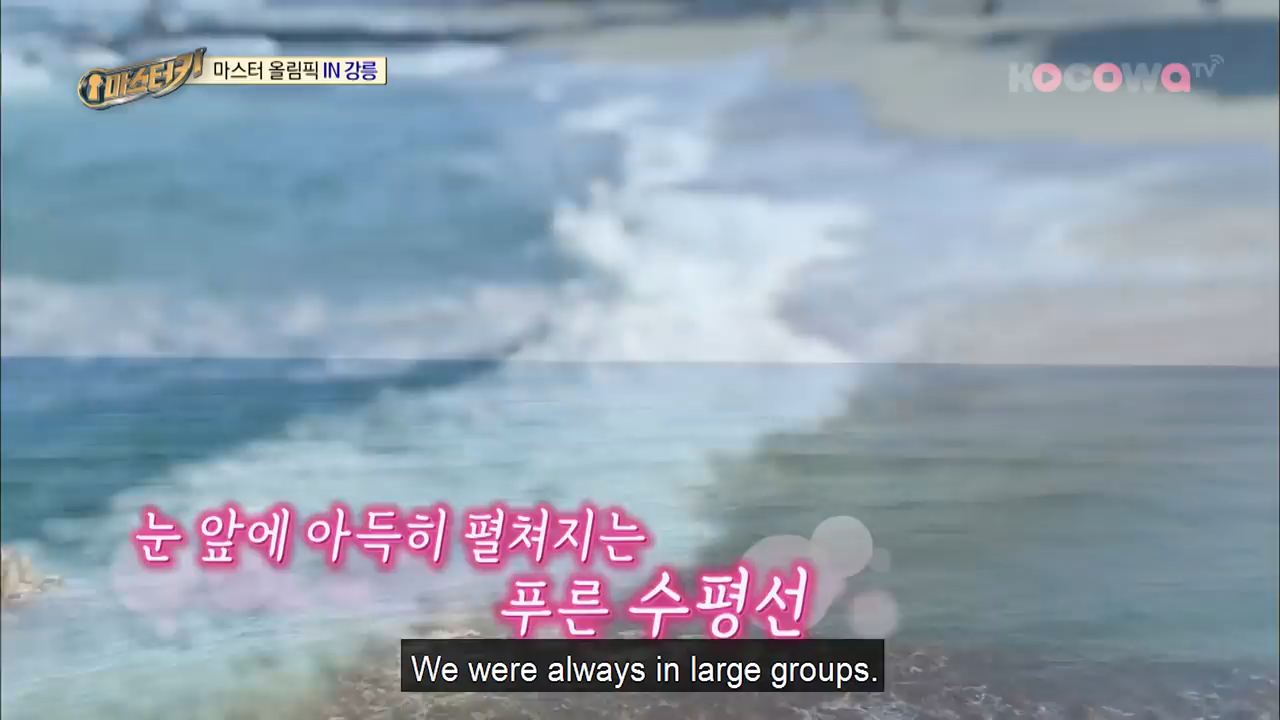 마스터키
마스터 올림픽 IN 강릉
KOCOWA TV
눈 앞에 아득히 펼쳐지는
푸른 수평선
We were always in large groups.